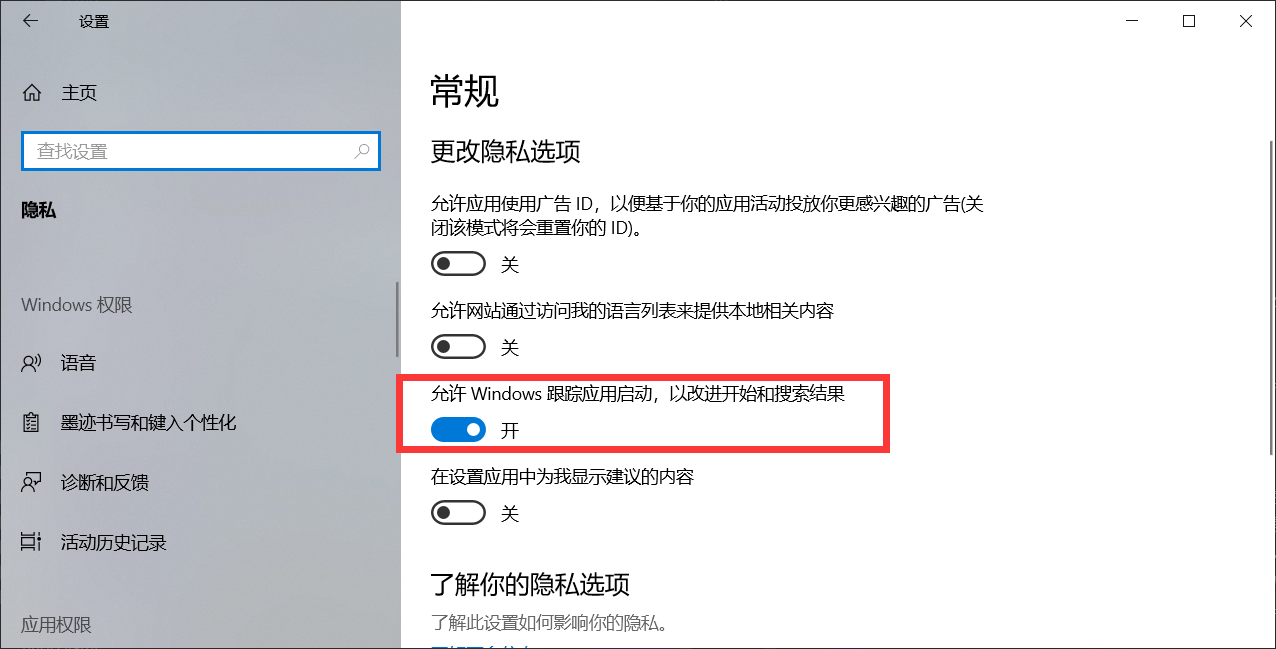 设置
主页
查找设置
隐私
Windows 权限
语音
墨迹书写和键入个性化
诊断和反馈
活动历史记录
应用权限
常规
更改隐私选项
允许应用使用广告 ID，以便基于你的应用活动投放你更感兴趣的广告(关
闭该模式将会重置你的 ID)。
关
允许网站通过访问我的语言列表来提供本地相关内容
关
允许 Windows 跟踪应用启动，以改进开始和搜索结果
开
在设置应用中为我显示建议的内容
关
了解你的隐私选项
了解此设置如何影响你的隐私。